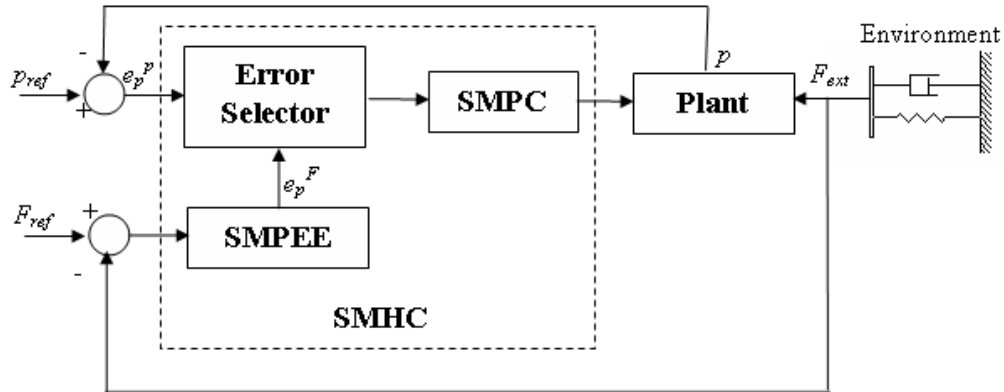 Environment
-
p
p_ref
e_p^p
Error
Selector
SMPC
Plant
F_ext
+
e_p^F
F_ref
+
SMPEE
-
SMHC